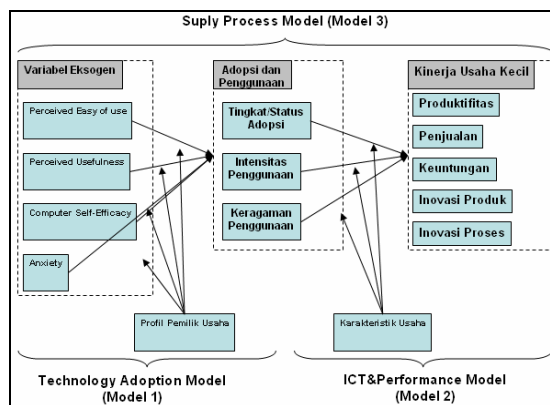 Suply Process Model (Model 3)
Variabel Eksogen
Perceived Easy of use
Perceived Usefulness
Computer Self-Efficacy
Anxiety
Adopsi dan
Penggunaan
Tingkat/Status
Adopsi
Intensitas
Penggunaan
Keragaman
Penggunaan
Kinerja Usaha Kecil
Produktifitas
Penjualan
Keuntungan
Inovasi Produk
Inovasi Proses
Profil Pemilik Usaha
Karakteristik Usaha
Technology Adoption Model
(Model 1)
ICT&Performance Model
(Model 2)